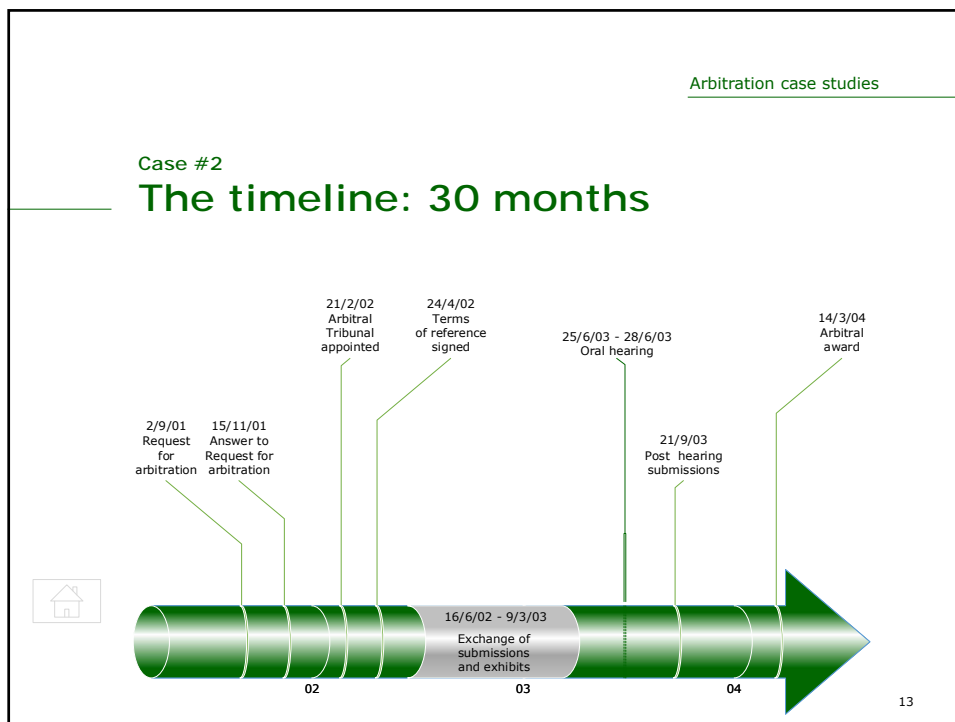 Arbitration case studies
Case #2
The timeline: 30 months
21/2/02
Arbitral
Tribunal
appointed
24/4/02
Terms
of reference
signed
25/6/03 - 28/6/03
Oral hearing
14/3/04
Arbitral
award
2/9/01
Request
for
arbitration
15/11/01
Answer to
Request for
arbitration
21/9/03
Post hearing
submissions
16/6/02 - 9/3/03
Exchange of
submissions
and exhibits
02
03
04
13